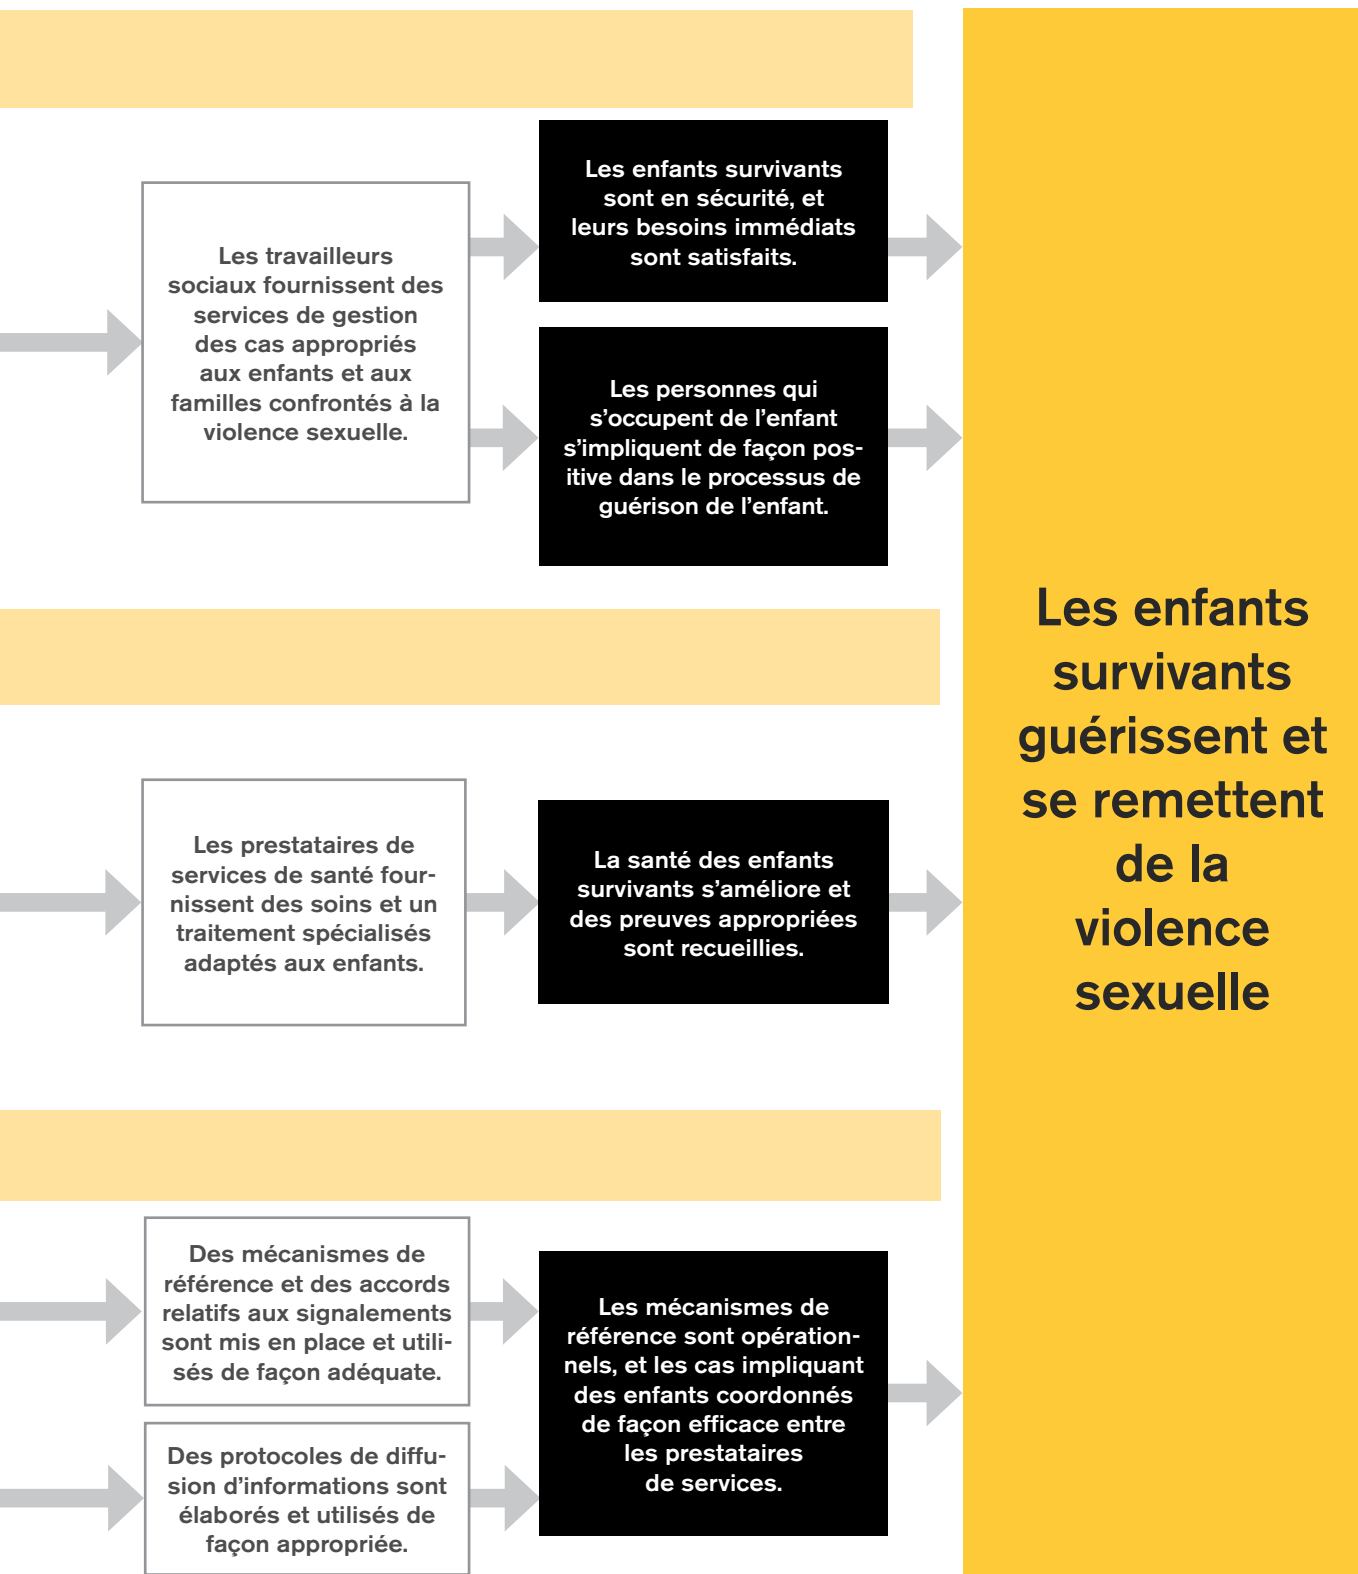 Les travailleurs
sociaux fournissent des
services de gestion
des cas appropriés
aux enfants et aux
familles confrontés à la
violence sexuelle.
Les enfants survivants
sont en sécurité, et
leurs besoins immédiats
sont satisfaits.
Les personnes qui
s’occupent de l’enfant
s’impliquent de façon pos-
itive dans le processus de
guérison de l’enfant.
Les prestataires de
services de santé four-
nissent des soins et un
traitement spécialisés
adaptés aux enfants.
La santé des enfants
survivants s’améliore et
des preuves appropriées
sont recueillies.
Des mécanismes de
référence et des accords
relatifs aux signalements
sont mis en place et utili-
sés de façon adéquate.
Des protocoles de diffu-
sion d’informations sont
élaborés et utilisés de
façon appropriée.
Les mécanismes de
référence sont opération-
nels, et les cas impliquant
des enfants coordonnés
de façon efficace entre
les prestataires
de services.
Les enfants
survivants
guérissent et
se remettent
de la
violence
sexuelle